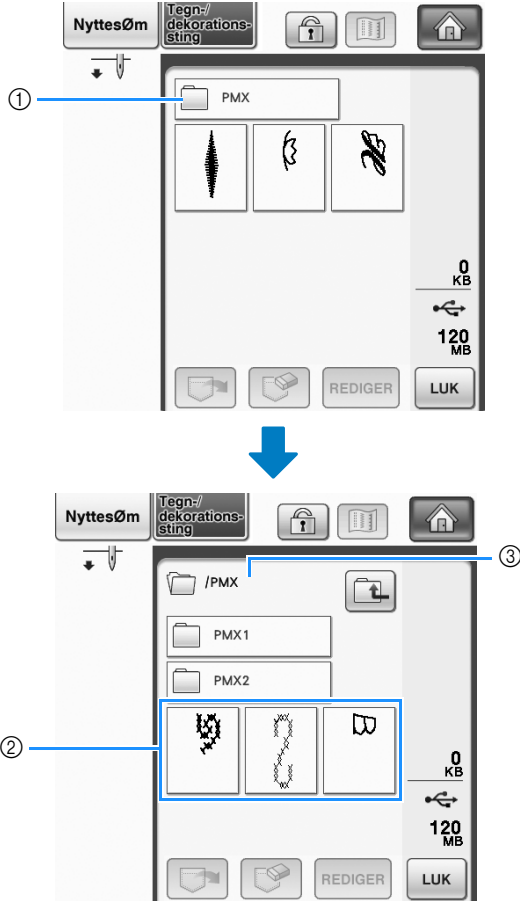 NyttesØm
Tegn-/
dekorations-
sting
①
PMX
0
KB
120
MB
REDIGER
LUK
NyttesØm
Tegn-/
dekorations-
sting
③
/PMX
PMX1
PMX2
②
0
KB
120
MB
REDIGER
LUK